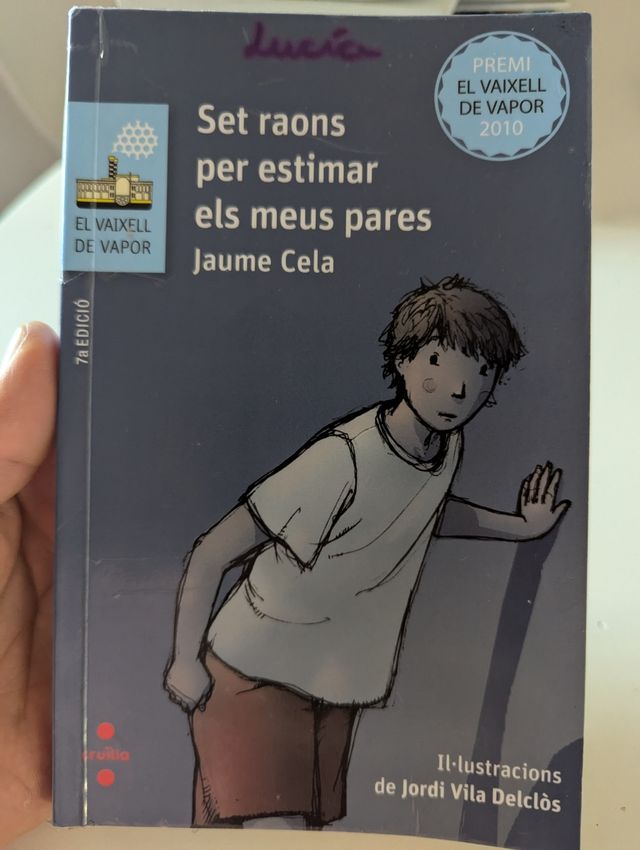 Lucía
PREMI
EL VAIXELL
DE VAPOR
2010
Set raons
per estimar
els meus pares
Jaume Cela
EL VAIXELL
DE VAPOR
7a EDICIÓ
cruïlla
Il·lustracions
de Jordi Vila Delclòs